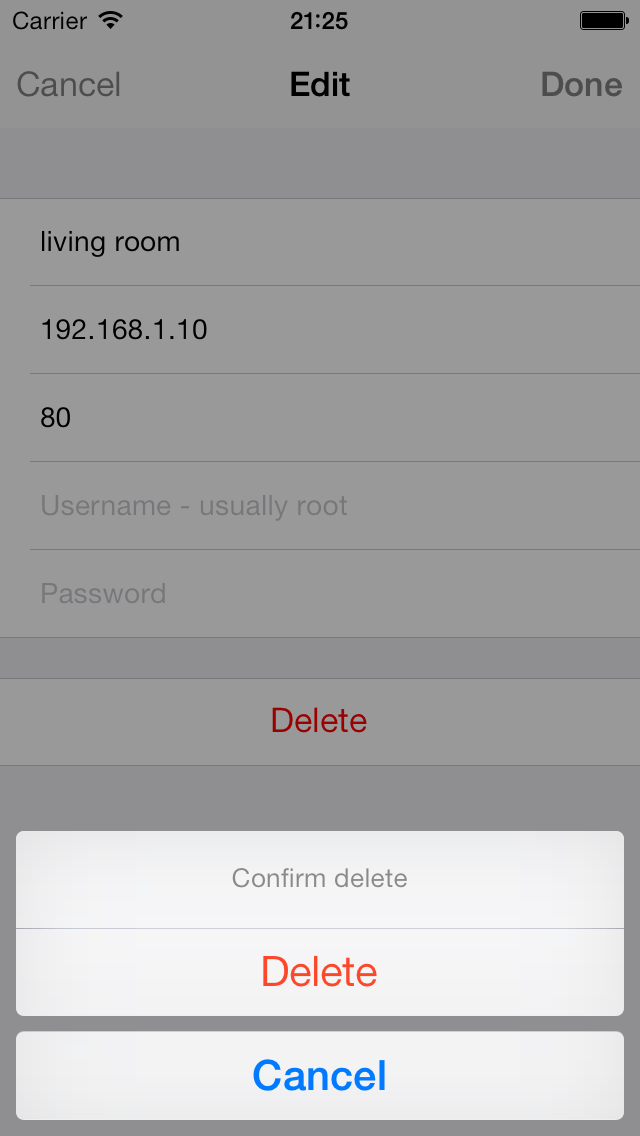 Carrier 21:25
Cancel Edit Done
living room
192.168.1.10
80
Username - usually root
Password
Delete
Confirm delete
Delete
Cancel